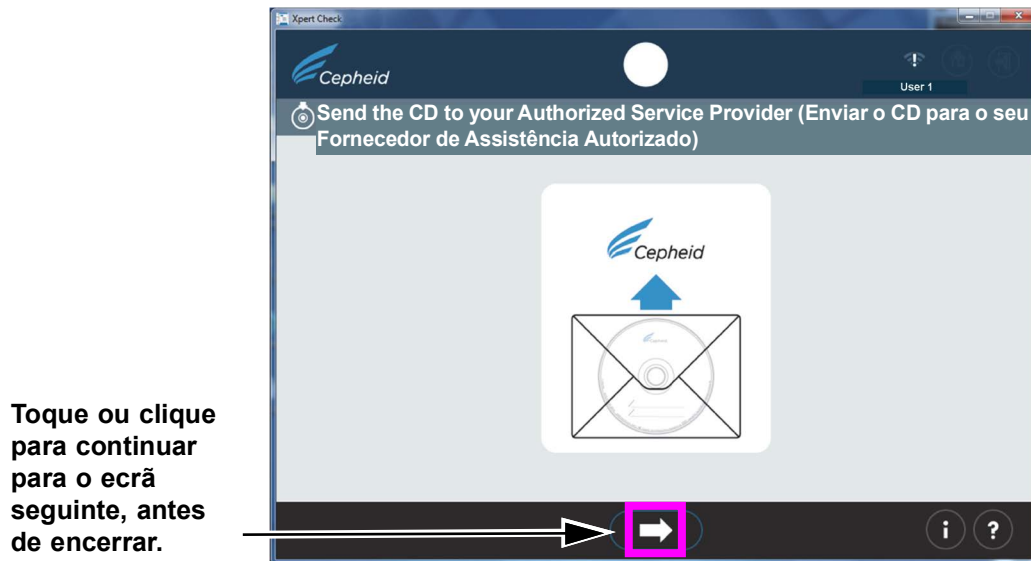 Xpert Check
Cepheid
User 1
Send the CD to your Authorized Service Provider (Enviar o CD para o seu
Fornecedor de Assistência Autorizado)
Cepheid
Toque ou clique
para continuar
para o ecrã
seguinte, antes
de encerrar.
i ?